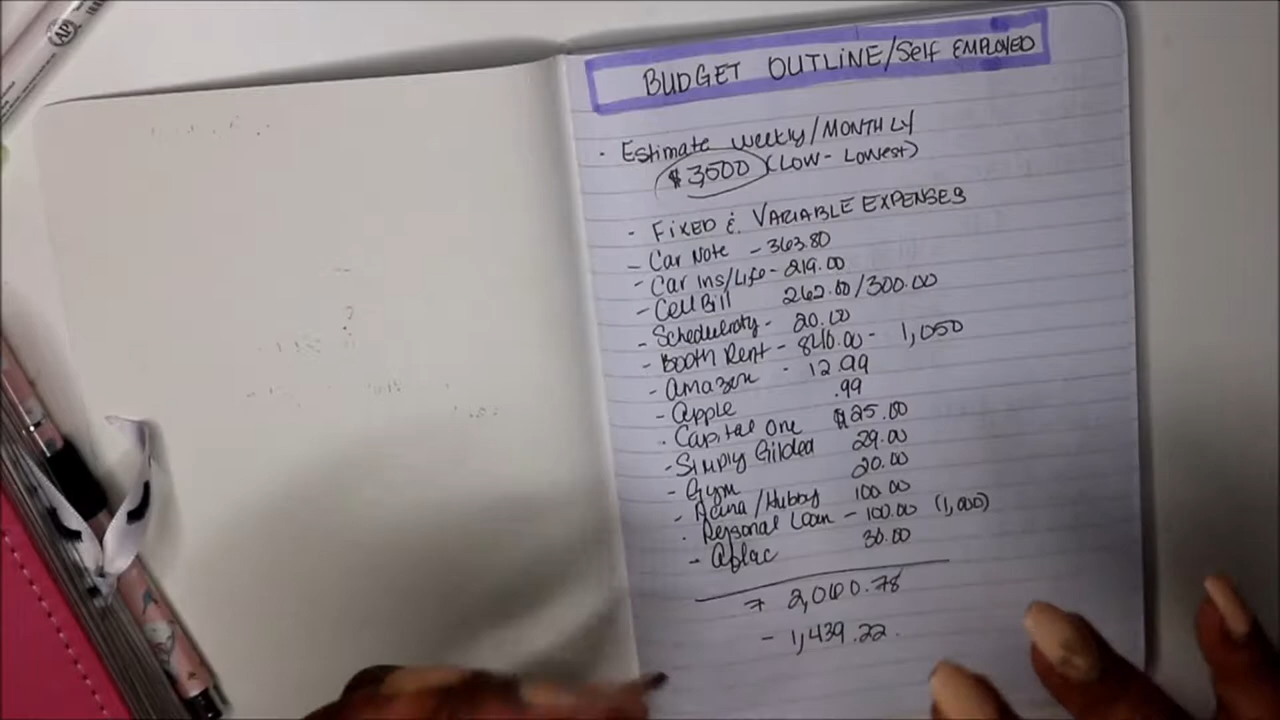 BUDGET OUTLINE/Self EMPLOYED
· Estimate weekly/MONTHLY
$3,500 (LOW - LOWEST)
- FIXED & VARIABLE EXPENSES
- Car Note - 363.80
- Car Ins/Life - 219.00
- Cell Bill 262.00/300.00
- 20.00
- Booth Rent - 840.00 - 1,050
- Amazon - 12.99
- Apple .99
· Capital One $25.00
- Simply Gilded 29.00
- Gym 20.00
- /Hubby 100.00
· Personal Loan - 100.00 (1,000)
- Aflac 30.00
2,060.78
- 1,439.22